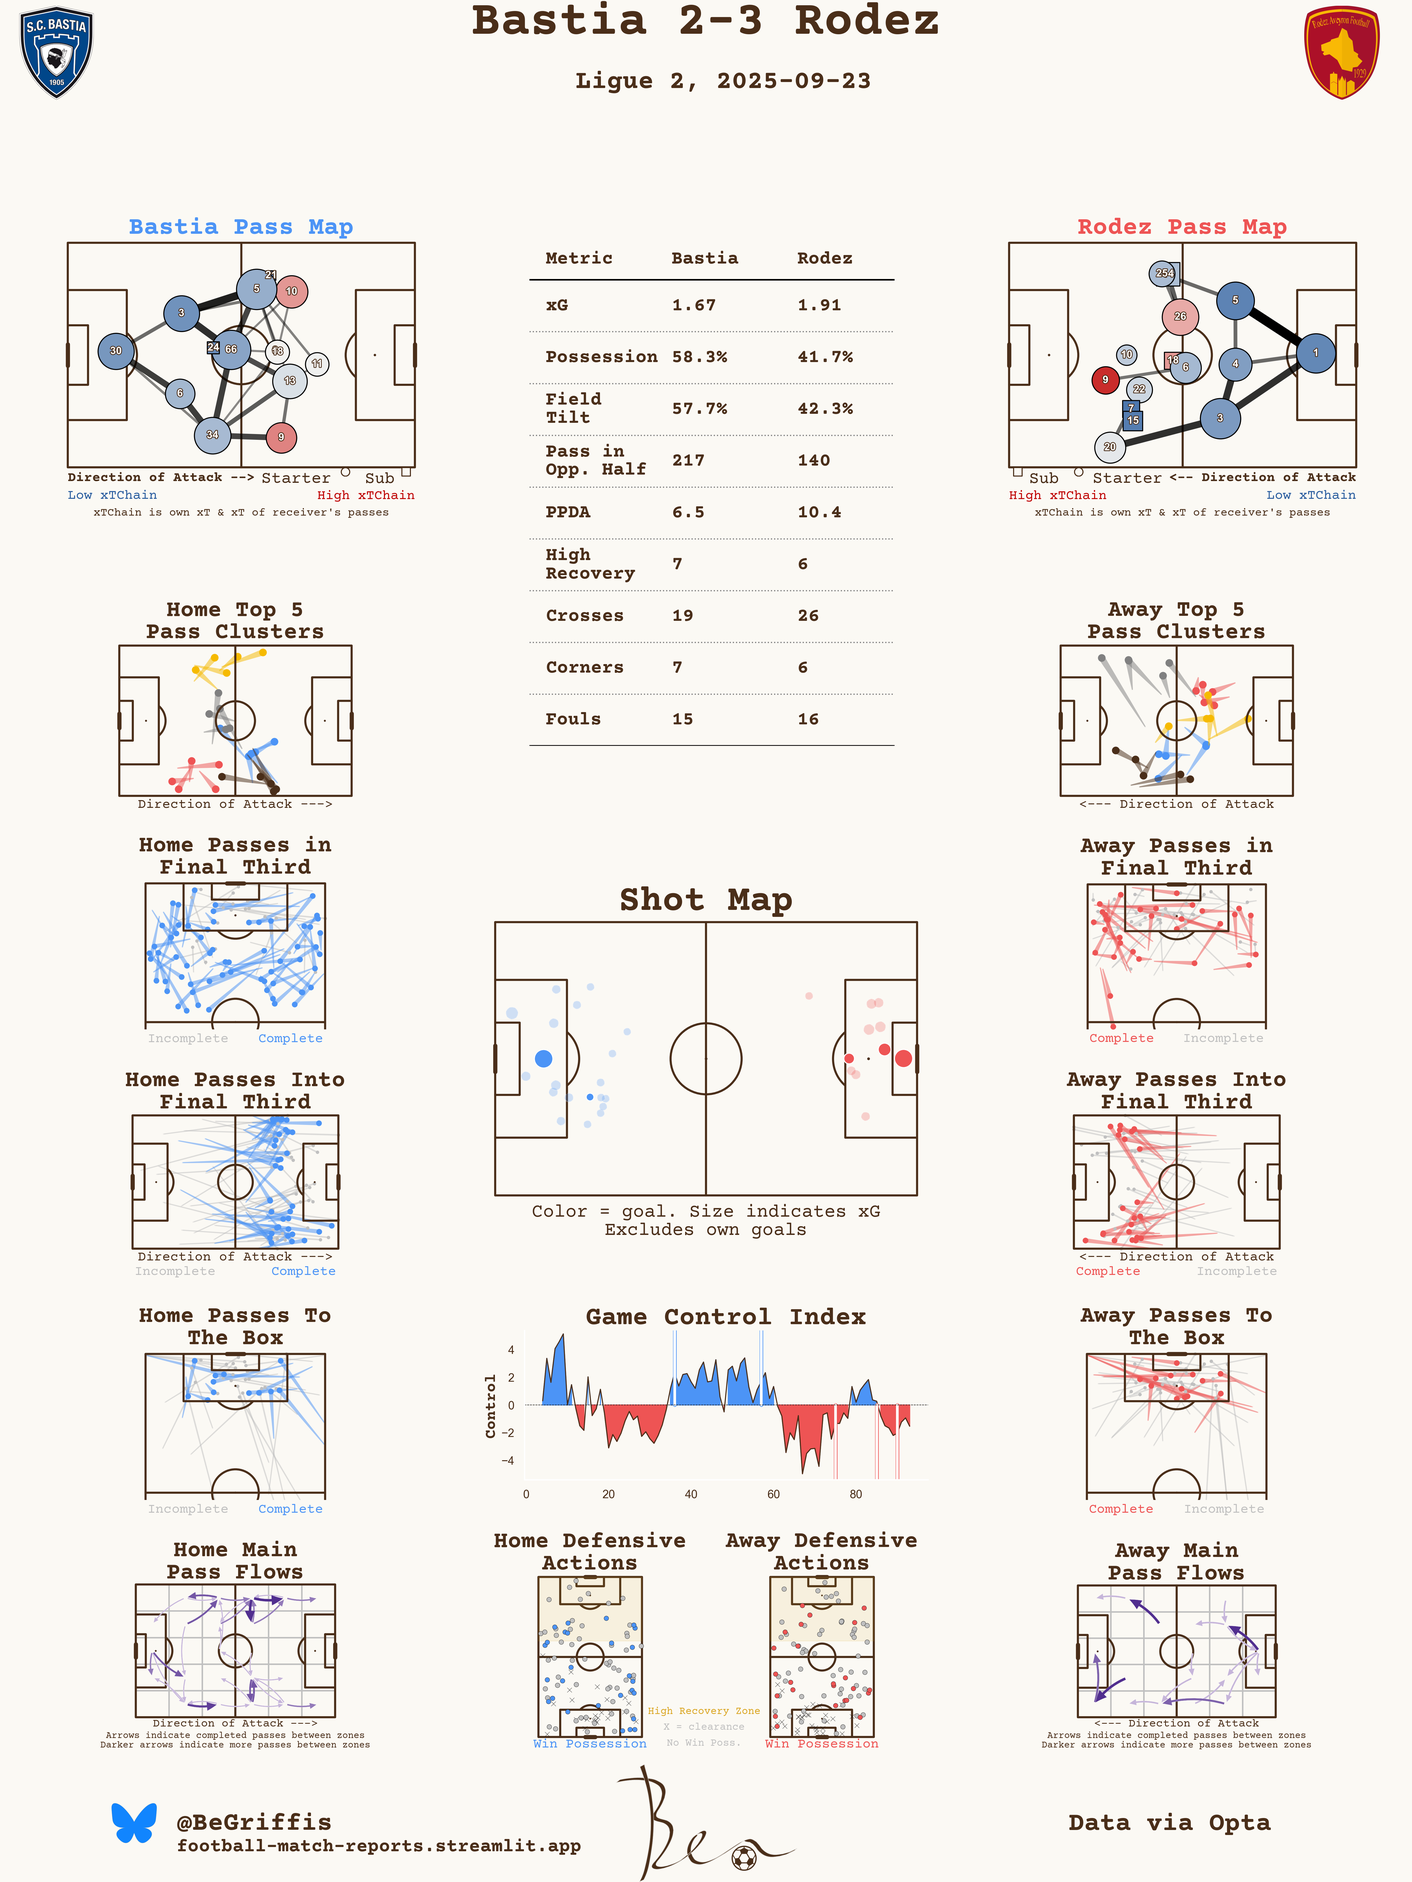 Bastia 2-3 Rodez
Ligue 2, 2025-09-23
S.C. BASTIA
1905
Rodez Aveyron Football
1929
Bastia Pass Map
30
3
6
34
24
66
5
21
10
18
11
13
9
Direction of Attack --> Starter Sub
Low xTChain High xTChain
xTChain is own xT & xT of receiver's passes
Metric Bastia Rodez
xG 1.67 1.91
Possession 58.3% 41.7%
Field
Tilt 57.7% 42.3%
Pass in
Opp. Half 217 140
PPDA 6.5 10.4
High
Recovery 7 6
Crosses 19 26
Corners 7 6
Fouls 15 16
Rodez Pass Map
25
26
5
10
18
6
4
1
9
22
7
15
3
20
Sub Starter <-- Direction of Attack
High xTChain Low xTChain
xTChain is own xT & xT of receiver's passes
Home Top 5
Pass Clusters
Direction of Attack --->
Away Top 5
Pass Clusters
<--- Direction of Attack
Home Passes in
Final Third
Incomplete Complete
Away Passes in
Final Third
Complete Incomplete
Shot Map
Color = goal. Size indicates xG
Excludes own goals
Home Passes Into
Final Third
Direction of Attack --->
Incomplete Complete
Away Passes Into
Final Third
<--- Direction of Attack
Complete Incomplete
Home Passes To
The Box
Incomplete Complete
Game Control Index
Control
4
2
0
−2
−4
0 20 40 60 80
Away Passes To
The Box
Complete Incomplete
Home Main
Pass Flows
Direction of Attack --->
Arrows indicate completed passes between zones
Darker arrows indicate more passes between zones
Home Defensive
Actions
Win Possession
High Recovery Zone
X = clearance
No Win Poss.
Away Defensive
Actions
Win Possession
Away Main
Pass Flows
<--- Direction of Attack
Arrows indicate completed passes between zones
Darker arrows indicate more passes between zones
@BeGriffis
football-match-reports.streamlit.app
Ben
Data via Opta